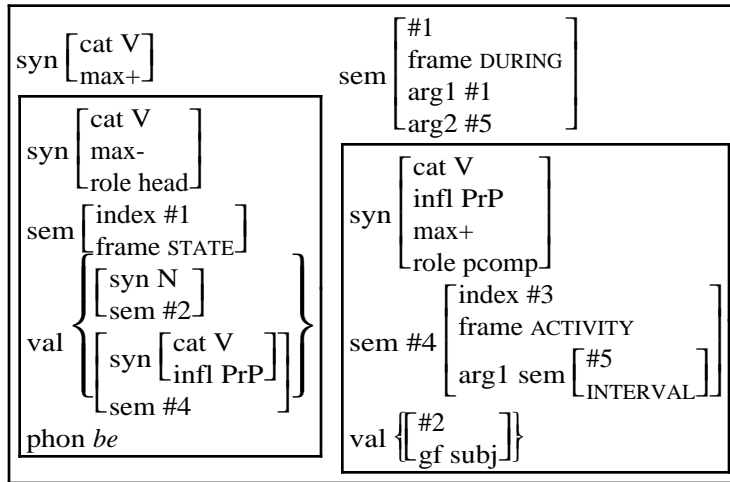 syn [cat V
max+]
sem [#1
frame DURING
arg1 #1
arg2 #5]
syn [cat V
max-
role head]
sem [index #1
frame STATE]
val {[syn N
sem #2]
[syn [cat V
infl PrP]
sem #4]}
phon be
syn [cat V
infl PrP
max+
role pcomp]
sem #4 [index #3
frame ACTIVITY
arg1 sem [#5
INTERVAL]]
val {[#2
gf subj]}